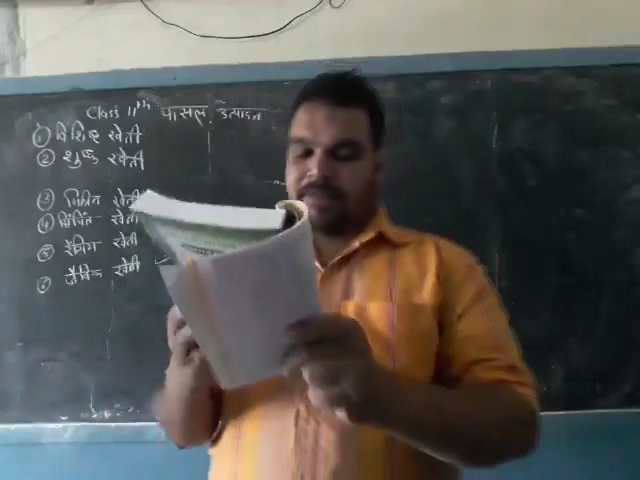 Class 11th फसल उत्पादन
① विशिष्ट खेती
② शुष्क खेती
③ मिश्रित खेती
④ सिंचित खेती
⑤ रैंचिंग खेती
⑥ जैविक खेती